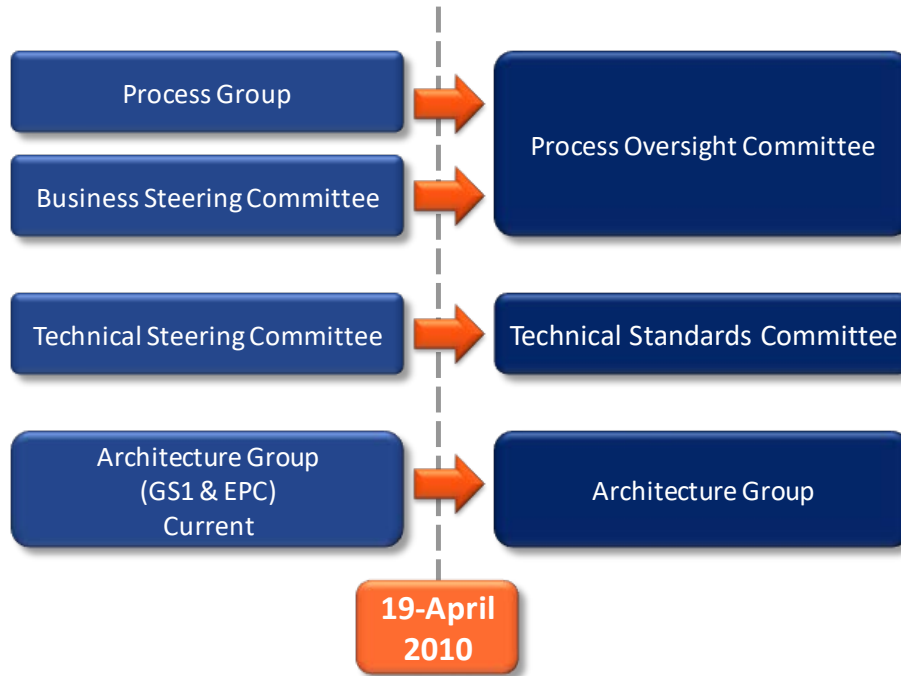 Process Group
Process Oversight Committee
Business Steering Committee
Technical Steering Committee
Technical Standards Committee
Architecture Group
(GS1 & EPC)
Current
Architecture Group
19-April
2010